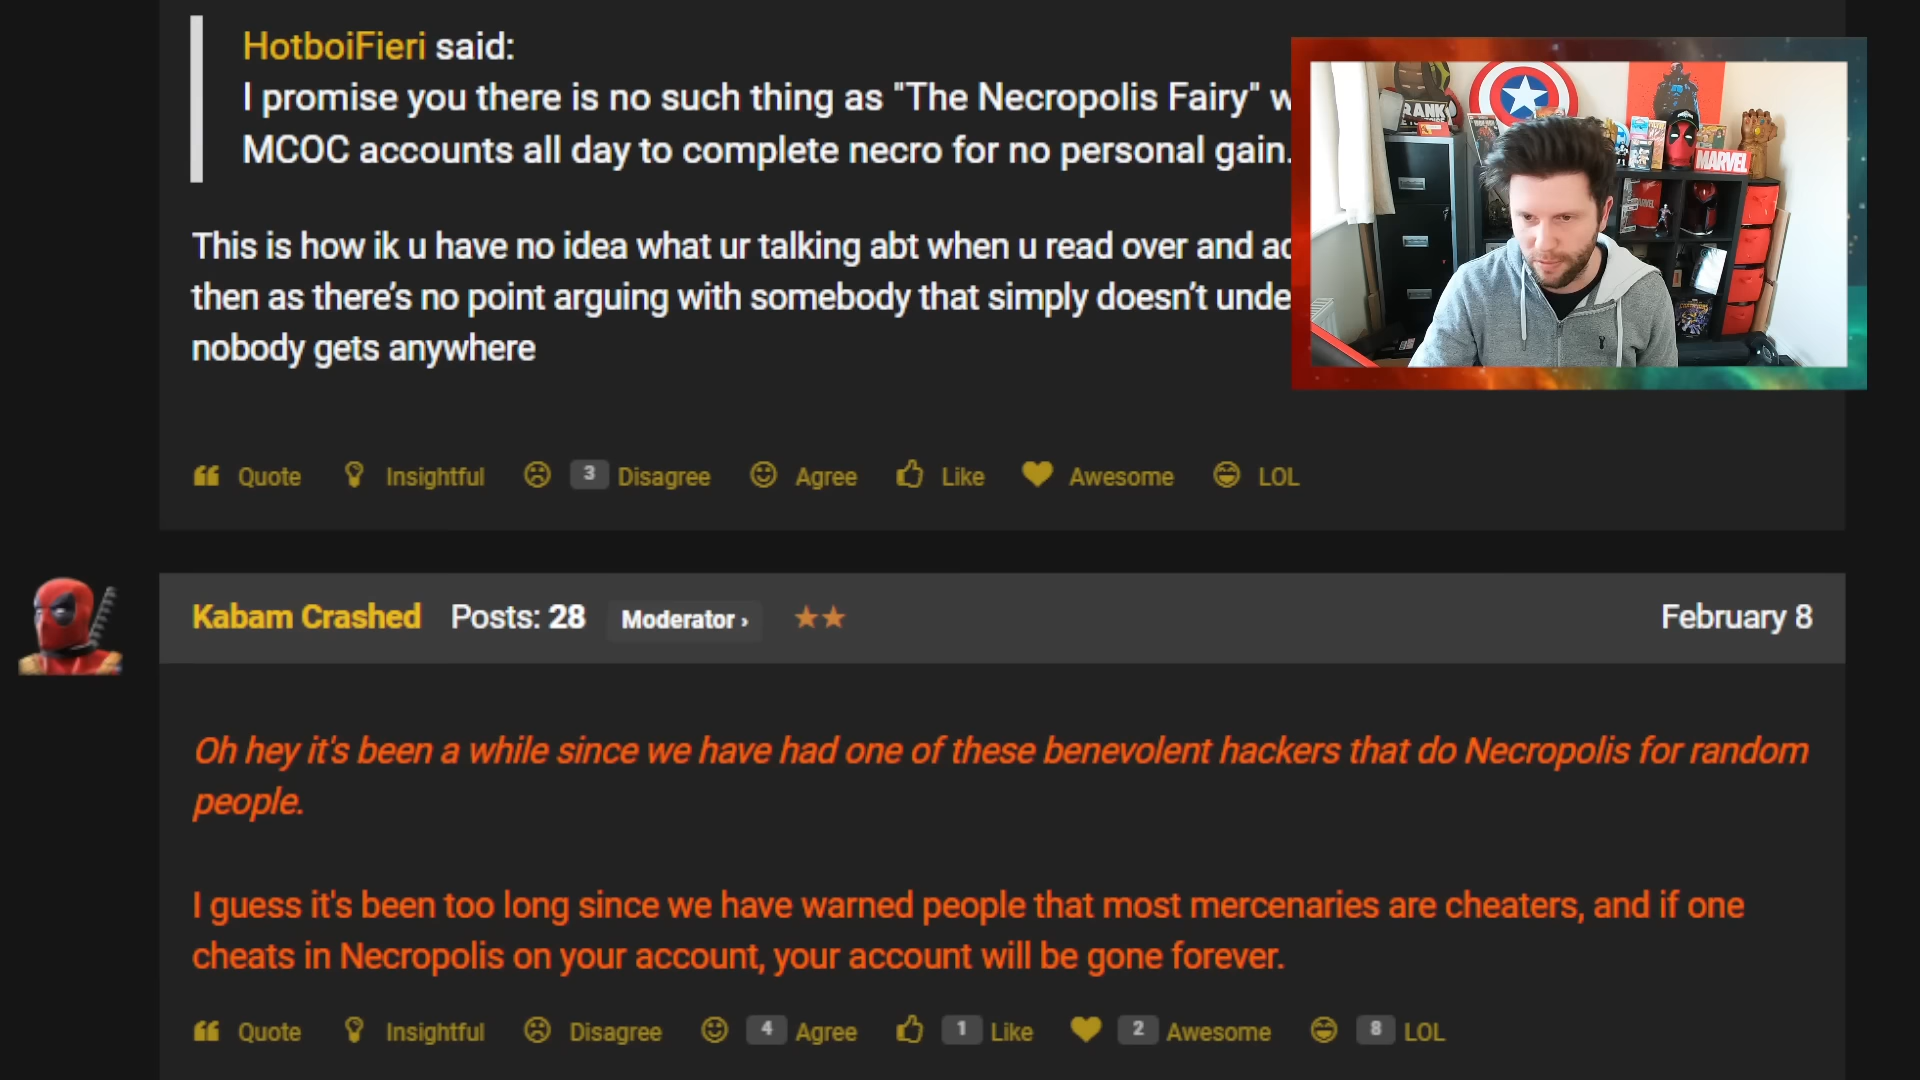 HotboiFieri said:
I promise you there is no such thing as "The Necropolis Fairy"
MCOC accounts all day to complete necro for no personal gain.
This is how ik u have no idea what ur talking abt when u read over and
then as there's no point arguing with somebody that simply doesn't
nobody gets anywhere
Quote Insightful 3 Disagree Agree Like Awesome LOL
Kabam Crashed Posts: 28 Moderator › February 8
Oh hey it's been a while since we have had one of these benevolent hackers that do Necropolis for random
people.
I guess it's been too long since we have warned people that most mercenaries are cheaters, and if one
cheats in Necropolis on your account, your account will be gone forever.
Quote Insightful Disagree 4 Agree 1 Like 2 Awesome 8 LOL
RANK
MARVEL